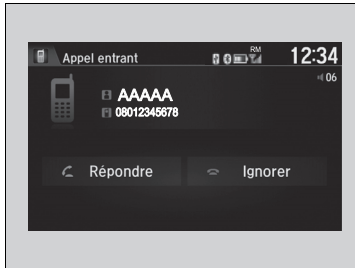 Appel entrant
RM
12:34
06
AAAAA
08012345678
Répondre
Ignorer